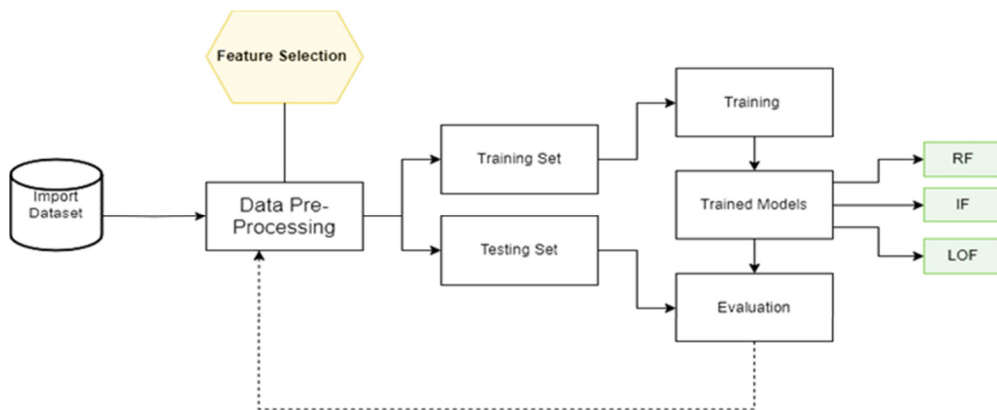 Feature Selection
Import
Dataset
Data Pre-
Processing
Training Set
Testing Set
Training
Trained Models
Evaluation
RF
IF
LOF